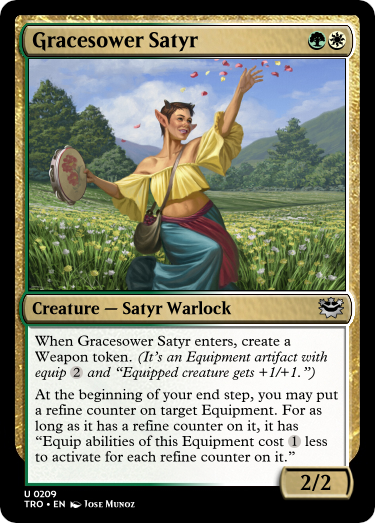 Gracesower Satyr
Creature — Satyr Warlock
When Gracesower Satyr enters, create a
Weapon token. (It's an Equipment artifact with
equip 2 and “Equipped creature gets +1/+1.”)
At the beginning of your end step, you may put
a refine counter on target Equipment. For as
long as it has a refine counter on it, it has
“Equip abilities of this Equipment cost 1 less
to activate for each refine counter on it.”
2/2
U 0209
TRO • EN Jose Munoz